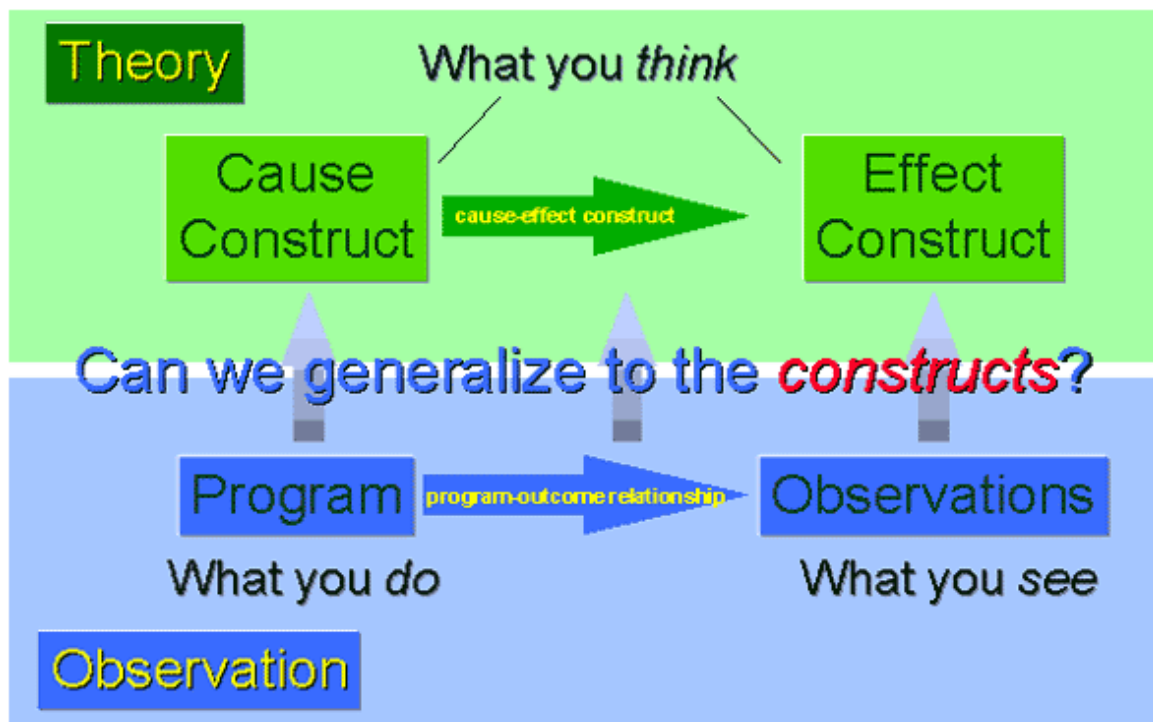 Theory
What you think
Cause
Construct
cause-effect construct
Effect
Construct
Can we generalize to the constructs?
Program
program-outcome relationship
Observations
What you do
What you see
Observation